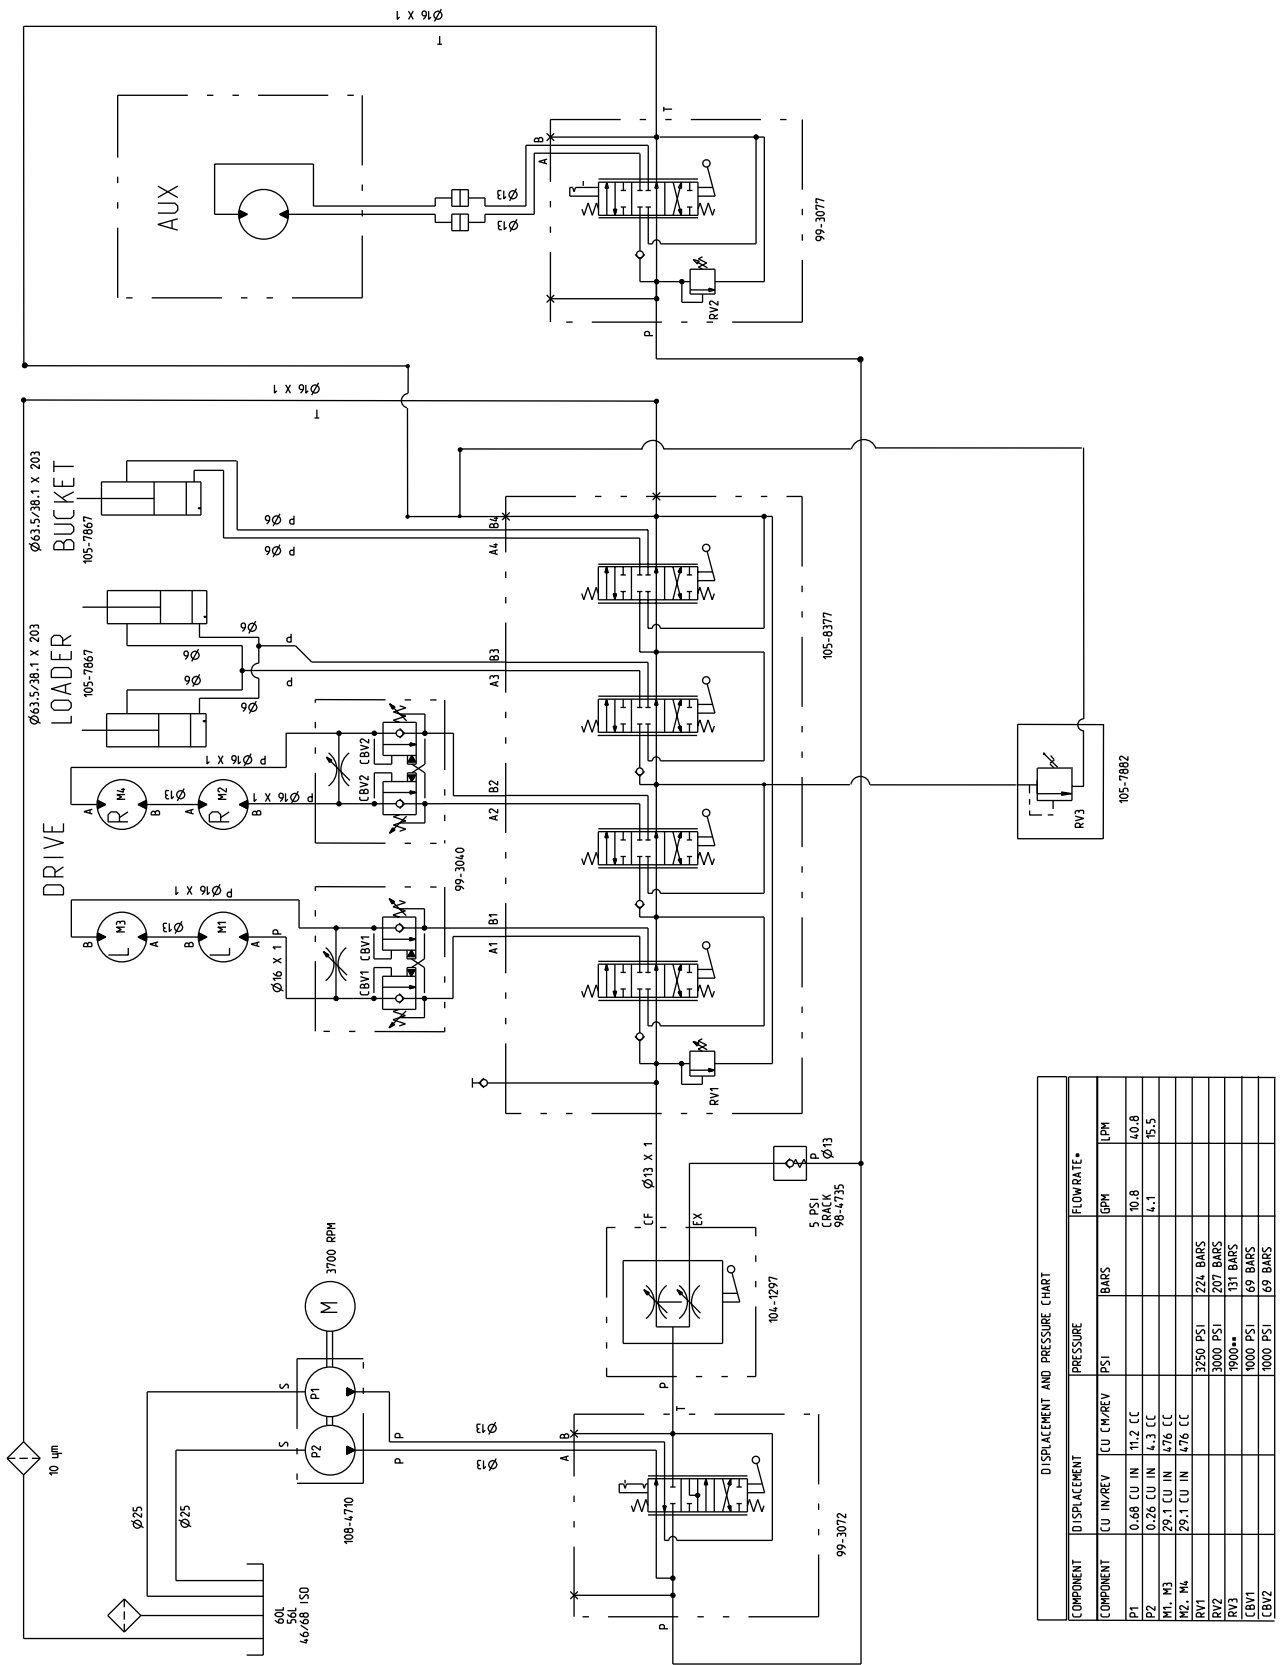 DRIVE
LOADER
BUCKET
AUX
Ø63.5/38.1 X 203
105-7867
Ø63.5/38.1 X 203
105-7867
10 µm
Ø25
Ø25
60L
56L
46/68 ISO
S
S
P2
P1
M
3700 RPM
108-4710
P
P
Ø13
Ø13
A
B
T
P
P
99-3072
104-1297
CF
EX
Ø13 X 1
5 PSI
CRACK
98-4735
P
Ø13
L
M3
L
M1
B
A
B
A
Ø13
Ø16 X 1
P
P
Ø16 X 1
R
M4
R
M2
A
B
A
B
Ø13
P
Ø16 X 1
P
Ø16 X 1
CBV1
CBV1
CBV2
CBV2
99-3040
A1
B1
A2
B2
A3
B3
A4
B4
RV1
105-8377
Ø6
Ø6
Ø6
Ø6
P
P
P
Ø6
P
Ø6
T
Ø16 X 1
T
Ø16 X 1
Ø13
Ø13
A
B
T
P
RV2
99-3077
RV3
105-7882
DISPLACEMENT AND PRESSURE CHART
COMPONENT DISPLACEMENT PRESSURE FLOWRATE*
COMPONENT CU IN/REV CU CM/REV PSI BARS GPM LPM
P1 0.68 CU IN 11.2 CC 10.8 40.8
P2 0.26 CU IN 4.3 CC 4.1 15.5
M1, M3 29.1 CU IN 476 CC
M2, M4 29.1 CU IN 476 CC
RV1 3250 PSI 224 BARS
RV2 3000 PSI 207 BARS
RV3 1900** 131 BARS
CBV1 1000 PSI 69 BARS
CBV2 1000 PSI 69 BARS